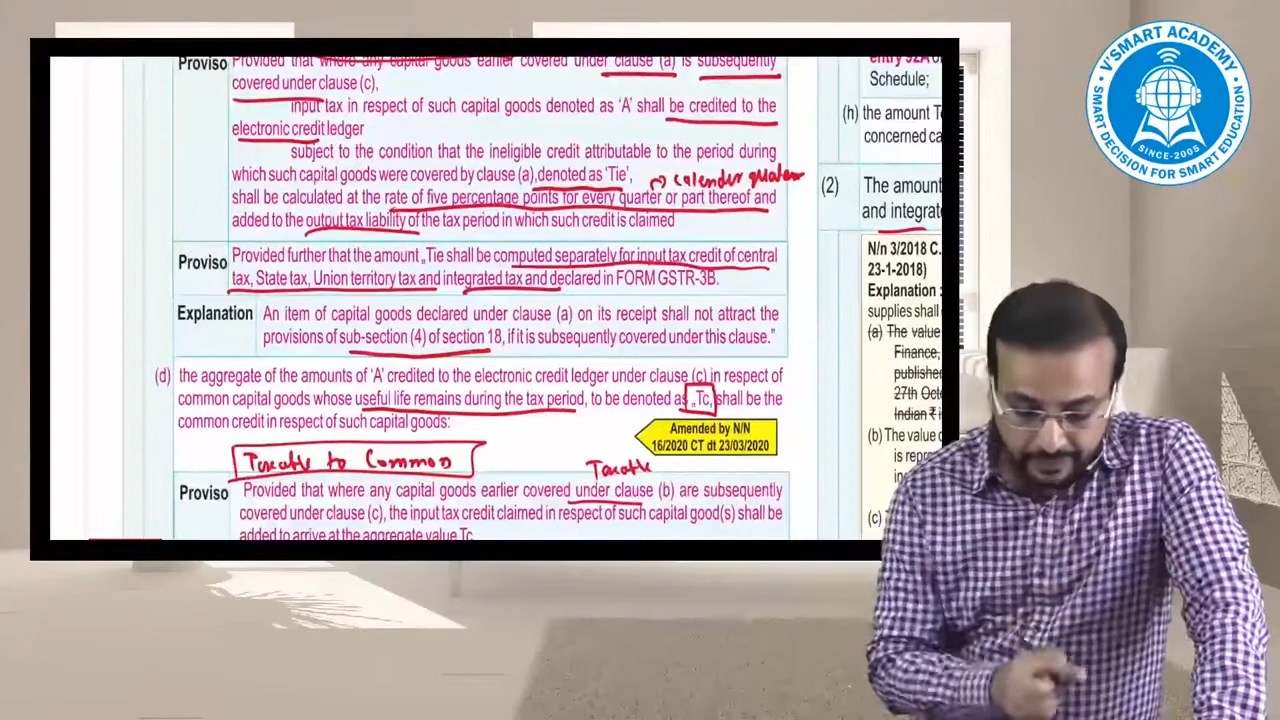 Proviso Provided that where any capital goods earlier covered under clause (a) is subsequently
covered under clause (c),
input tax in respect of such capital goods denoted as 'A' shall be credited to the
electronic credit ledger
subject to the condition that the ineligible credit attributable to the period during
which such capital goods were covered by clause (a),denoted as 'Tie',
calender quater
shall be calculated at the rate of five percentage points for every quarter or part thereof and
added to the output tax liability of the tax period in which such credit is claimed
Proviso Provided further that the amount „Tie shall be computed separately for input tax credit of central
tax, State tax, Union territory tax and integrated tax and declared in FORM GSTR-3B.
Explanation An item of capital goods declared under clause (a) on its receipt shall not attract the
provisions of sub-section (4) of section 18, if it is subsequently covered under this clause."
(d) the aggregate of the amounts of 'A' credited to the electronic credit ledger under clause (c) in respect of
common capital goods whose useful life remains during the tax period, to be denoted as „Tc, shall be the
common credit in respect of such capital goods:
Amended by N/N
16/2020 CT dt 23/03/2020
Taxable to Common
Taxable
Proviso Provided that where any capital goods earlier covered under clause (b) are subsequently
covered under clause (c), the input tax credit claimed in respect of such capital good(s) shall be
added to arrive at the aggregate value Tc
entry 92A
Schedule;
(h) the amount
concerned
(2) The amount
and
N/n 3/2018 C.
23-1-2018)
Explanation :
supplies shall
(a) The value
Finance,
published
27th
Indian ₹
(b) The value
is
(c)
V'SMART ACADEMY
SMART DECISION FOR SMART EDUCATION
SINCE-2005